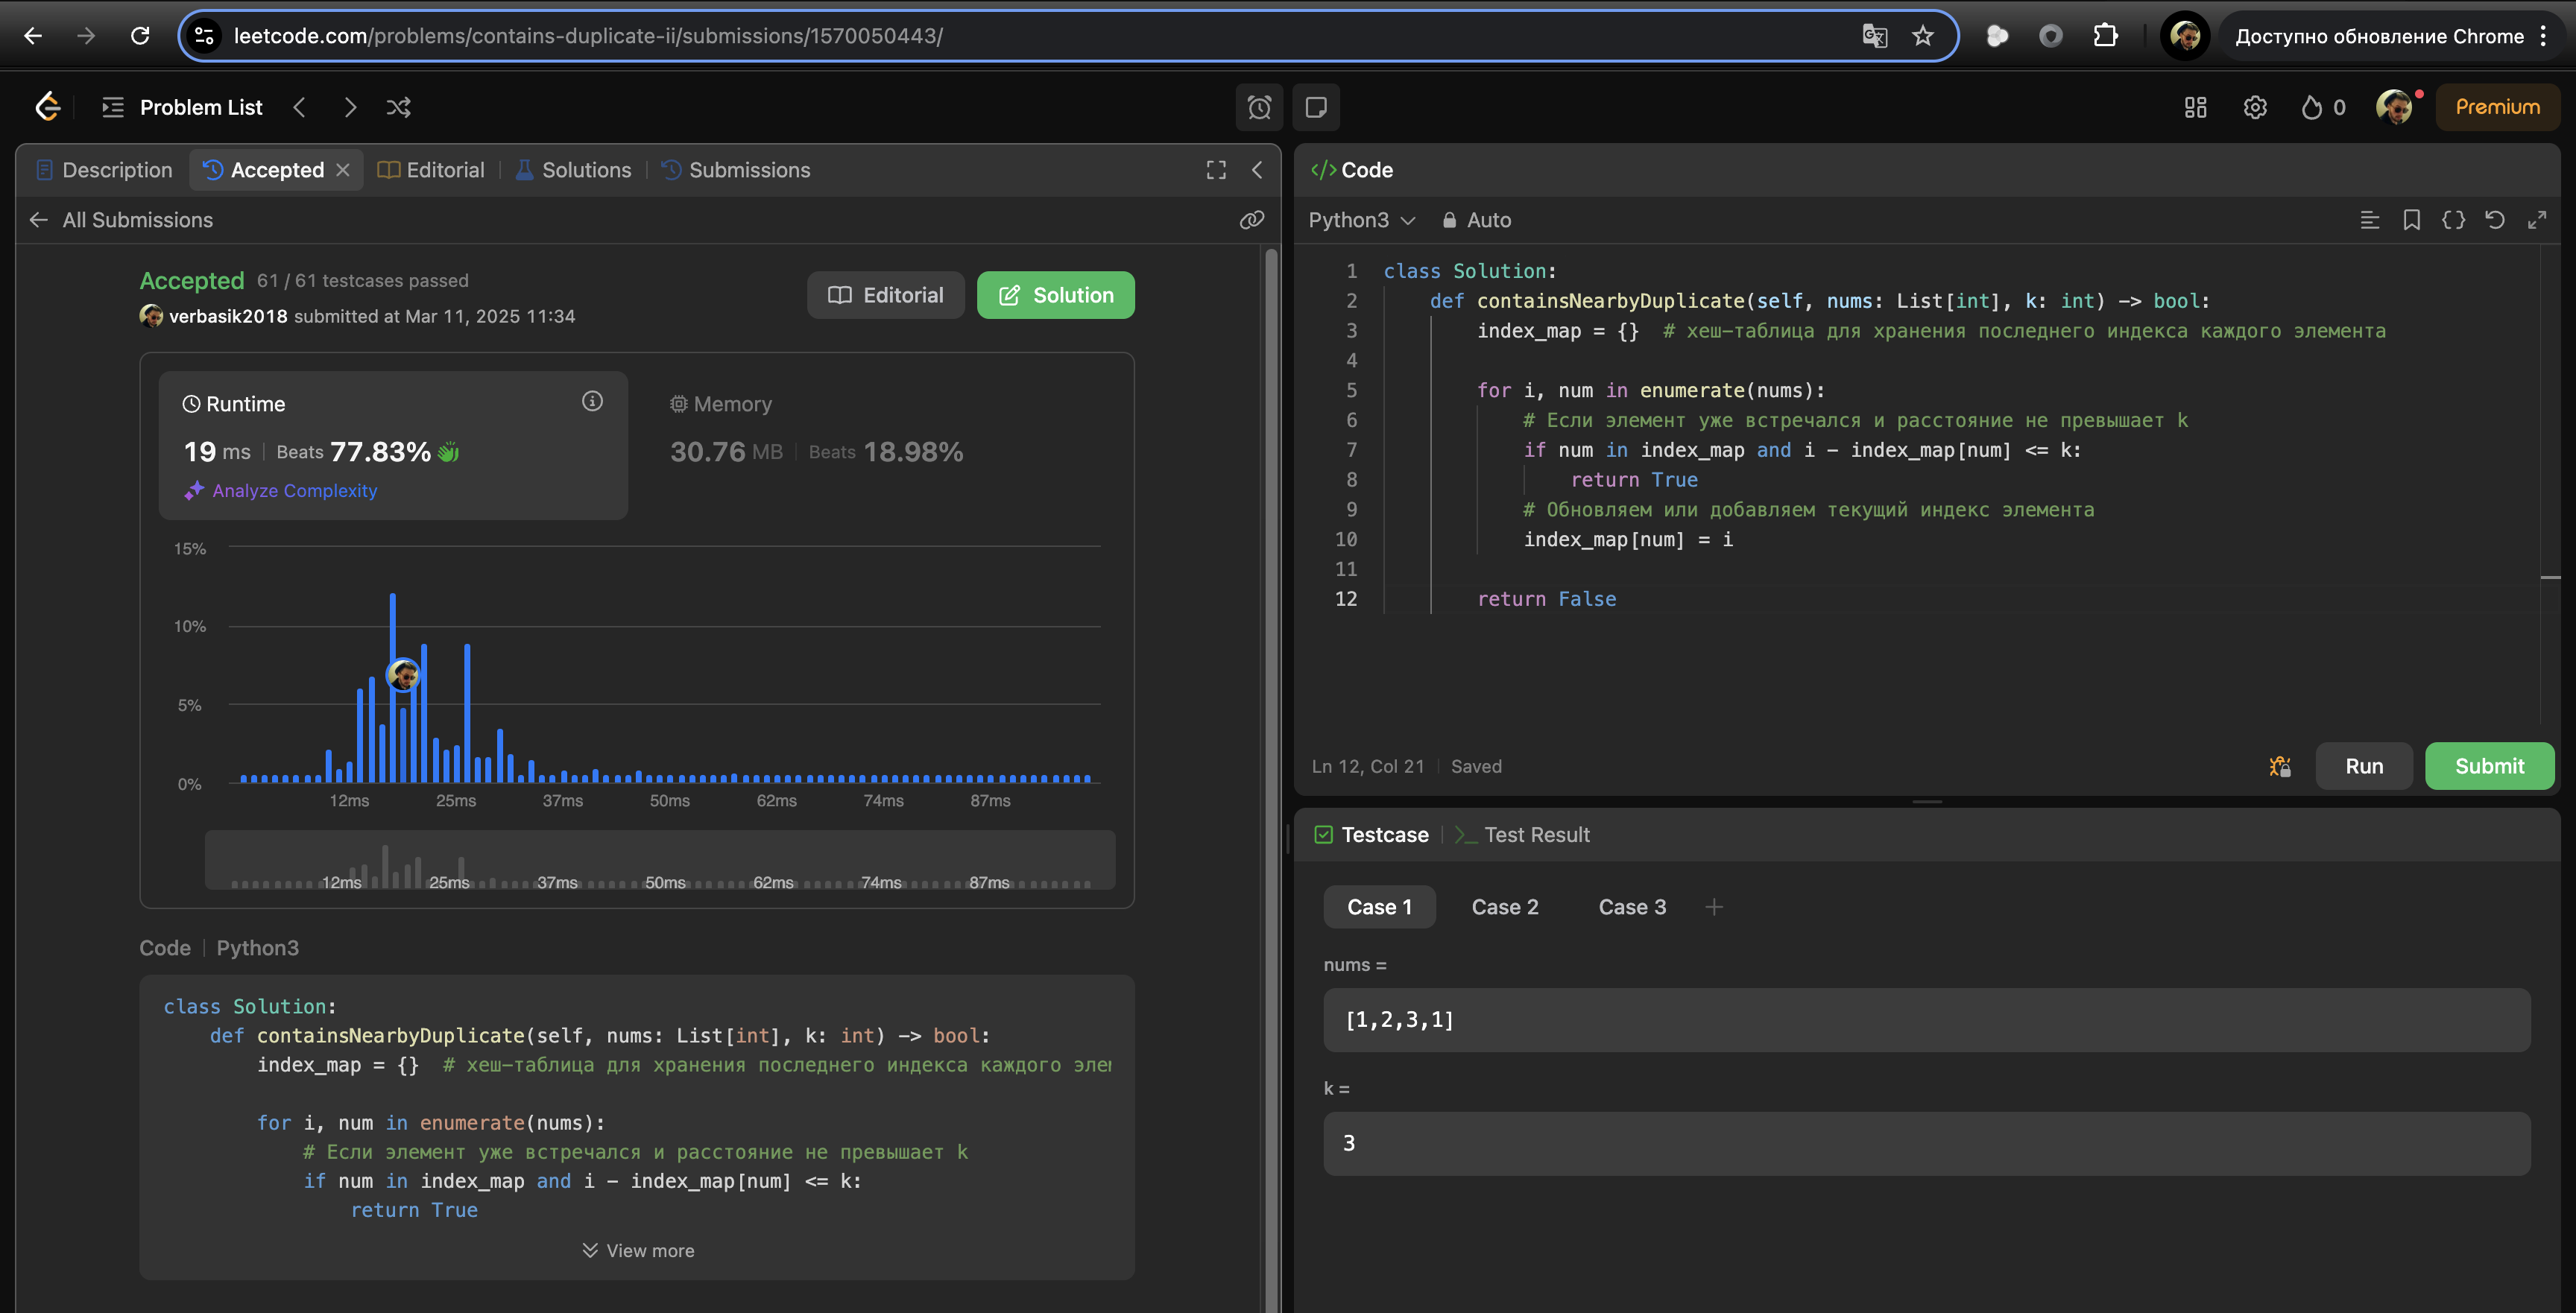 leetcode.com/problems/contains-duplicate-ii/submissions/1570050443/
Доступно обновление Chrome
Problem List
0
Premium
Description
Accepted
Editorial
Solutions
Submissions
All Submissions
Accepted 61 / 61 testcases passed
verbasik2018 submitted at Mar 11, 2025 11:34
Editorial
Solution
Runtime
19 ms Beats 77.83%
Analyze Complexity
Memory
30.76 MB Beats 18.98%
15%
10%
5%
0%
12ms 25ms 37ms 50ms 62ms 74ms 87ms
12ms 25ms 37ms 50ms 62ms 74ms 87ms
Code Python3
class Solution:
def containsNearbyDuplicate(self, nums: List[int], k: int) -> bool:
index_map = {}  # хеш-таблица для хранения последнего индекса каждого элем
for i, num in enumerate(nums):
# Если элемент уже встречался и расстояние не превышает k
if num in index_map and i - index_map[num] <= k:
return True
View more
Code
Python3
Auto
1 class Solution:
2 def containsNearbyDuplicate(self, nums: List[int], k: int) -> bool:
3 index_map = {}  # хеш-таблица для хранения последнего индекса каждого элемента
4
5 for i, num in enumerate(nums):
6 # Если элемент уже встречался и расстояние не превышает k
7 if num in index_map and i - index_map[num] <= k:
8 return True
9 # Обновляем или добавляем текущий индекс элемента
10 index_map[num] = i
11
12 return False
Ln 12, Col 21 Saved
Run
Submit
Testcase
Test Result
Case 1
Case 2
Case 3
nums =
[1,2,3,1]
k =
3